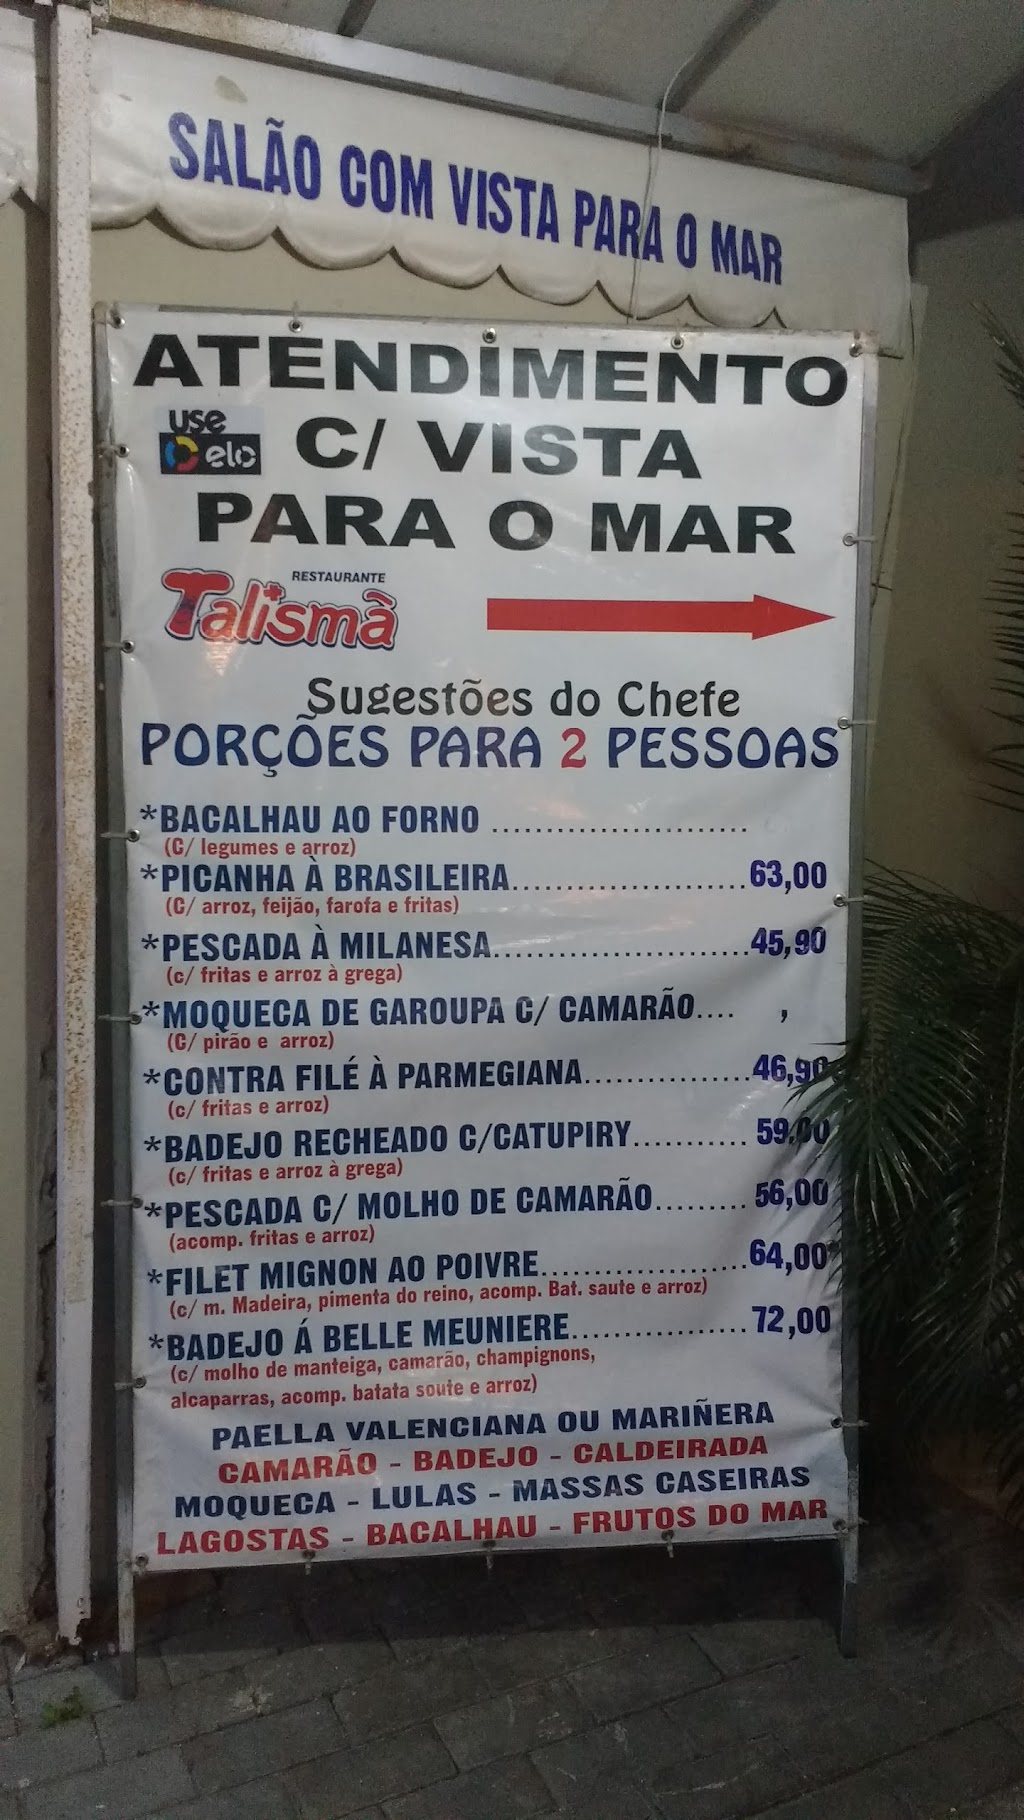 SALÃO COM VISTA PARA O MAR
ATENDIMENTO
use
elo
C/ VISTA
PARA O MAR
RESTAURANTE
Talismã
Sugestões do Chefe
PORÇÕES PARA 2 PESSOAS
*BACALHAU AO FORNO ........................
(C/ legumes e arroz)
*PICANHA À BRASILEIRA......................63,00
(C/ arroz, feijão, farofa e fritas)
*PESCADA À MILANESA........................45,90
(c/ fritas e arroz à grega)
*MOQUECA DE GAROUPA C/ CAMARÃO.... ,
(C/ pirão e arroz)
*CONTRA FILÉ À PARMEGIANA................46,90
(c/ fritas e arroz)
*BADEJO RECHEADO C/CATUPIRY........... 59,00
(c/ fritas e arroz à grega)
*PESCADA C/ MOLHO DE CAMARÃO......... 56,00
(acomp. fritas e arroz)
*FILET MIGNON AO POIVRE....................64,00
(c/ m. Madeira, pimenta do reino, acomp. Bat. saute e arroz)
*BADEJO Á BELLE MEUNIERE.................72,00
(c/ molho de manteiga, camarão, champignons,
alcaparras, acomp. batata soute e arroz)
PAELLA VALENCIANA OU MARIÑERA
CAMARÃO - BADEJO - CALDEIRADA
MOQUECA - LULAS - MASSAS CASEIRAS
LAGOSTAS - BACALHAU - FRUTOS DO MAR